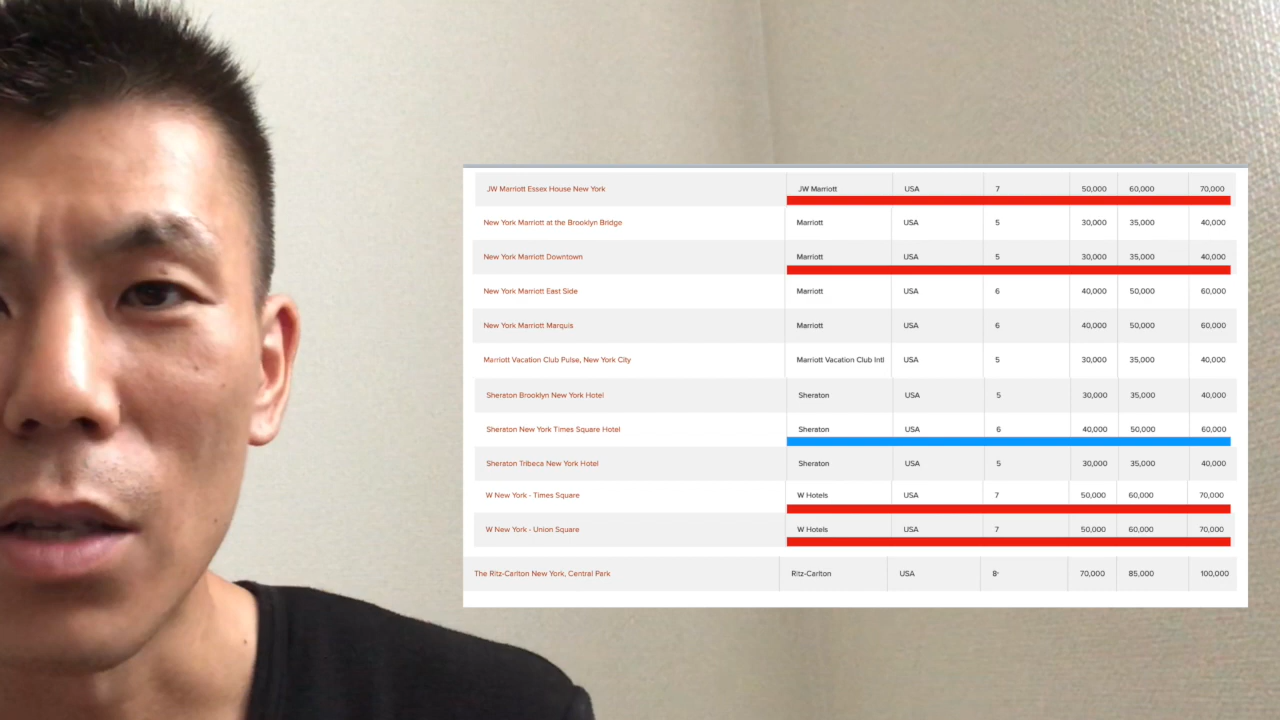 JW Marriott Essex House New York JW Marriott USA 7 50,000 60,000 70,000
New York Marriott at the Brooklyn Bridge Marriott USA 5 30,000 35,000 40,000
New York Marriott Downtown Marriott USA 5 30,000 35,000 40,000
New York Marriott East Side Marriott USA 6 40,000 50,000 60,000
New York Marriott Marquis Marriott USA 6 40,000 50,000 60,000
Marriott Vacation Club Pulse, New York City Marriott Vacation Club Intl USA 5 30,000 35,000 40,000
Sheraton Brooklyn New York Hotel Sheraton USA 5 30,000 35,000 40,000
Sheraton New York Times Square Hotel Sheraton USA 6 40,000 50,000 60,000
Sheraton Tribeca New York Hotel Sheraton USA 5 30,000 35,000 40,000
W New York - Times Square W Hotels USA 7 50,000 60,000 70,000
W New York - Union Square W Hotels USA 7 50,000 60,000 70,000
The Ritz-Carlton New York, Central Park Ritz-Carlton USA 8* 70,000 85,000 100,000